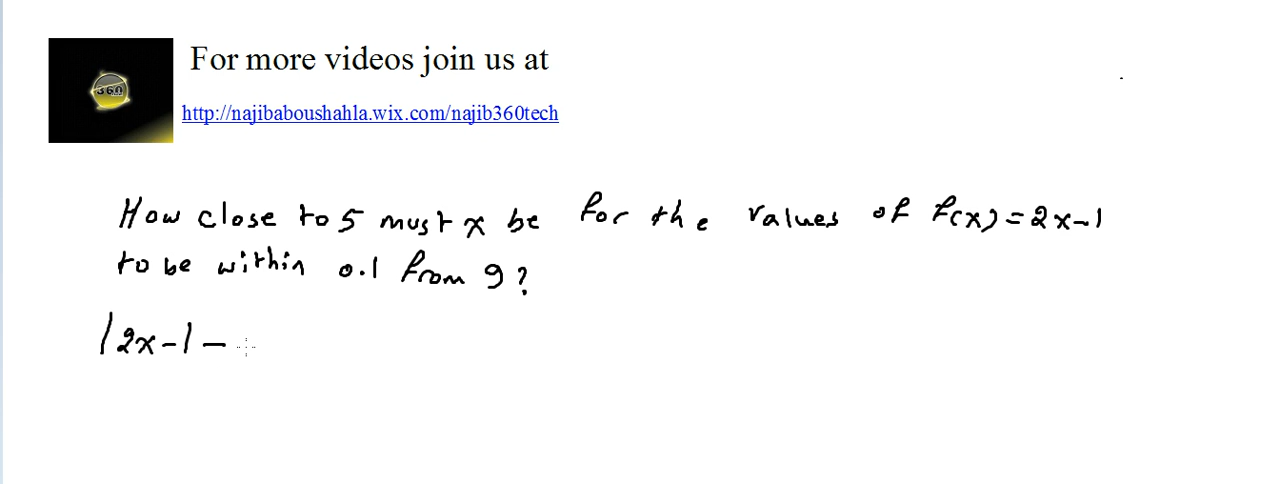 360
For more videos join us at
http://najibaboushahla.wix.com/najib360tech
How close to 5 must x be for the values of f(x)=2x-1
to be within 0.1 from 9?
|2x-1-